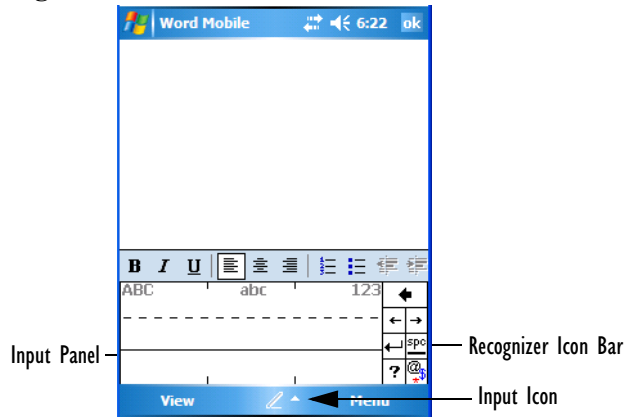 Word Mobile 6:22 ok
B I U
ABC abc 123
spc
Input Panel
Recognizer Icon Bar
? @ $ *
View Menu
Input Icon